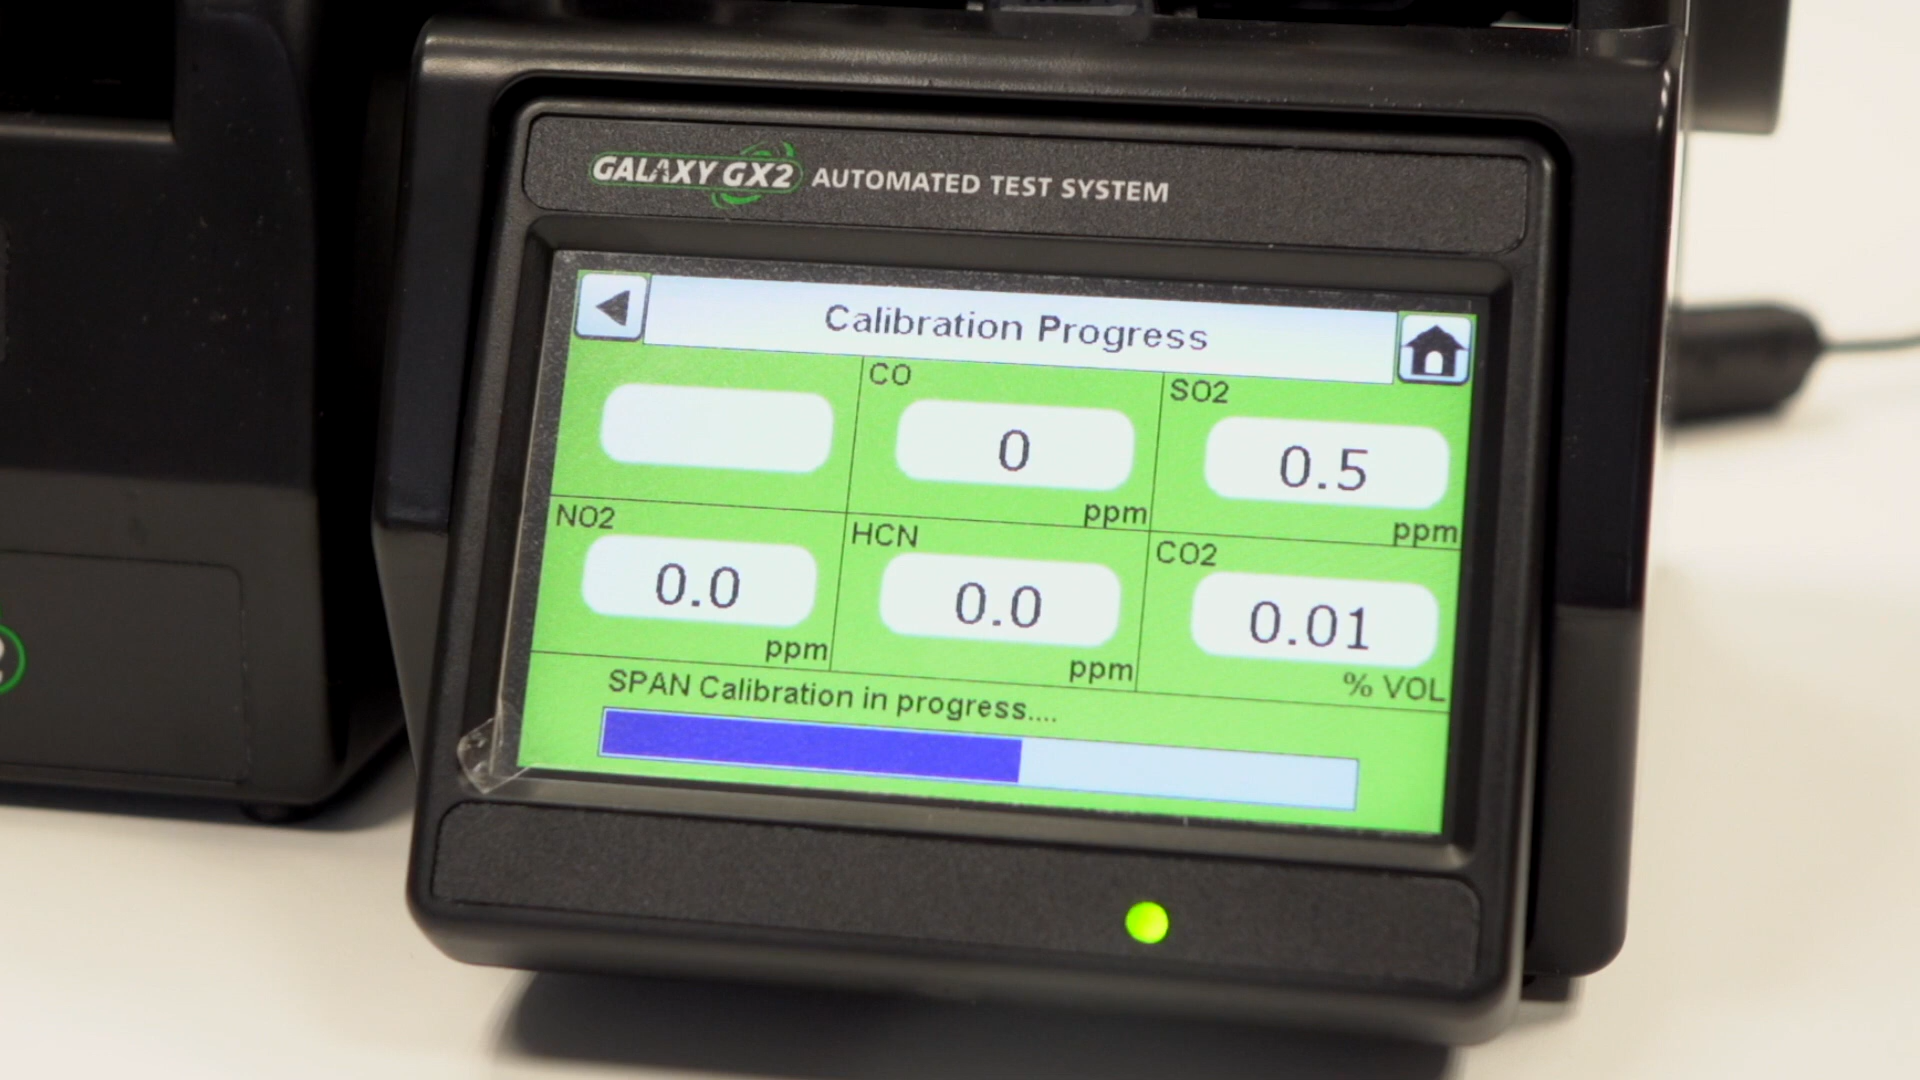 GALAXY GX2 AUTOMATED TEST SYSTEM
Calibration Progress
CO
0
ppm
SO2
0.5
ppm
NO2
0.0
ppm
HCN
0.0
ppm
CO2
0.01
% VOL
SPAN Calibration in progress....